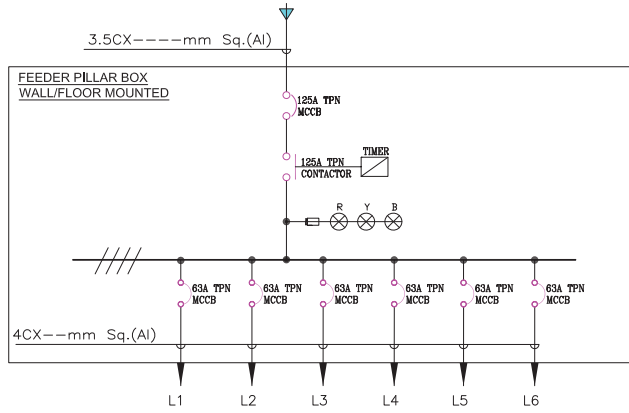 3.5CX----mm Sq.(Al)
FEEDER PILLAR BOX
WALL/FLOOR MOUNTED
125A TPN
MCCB
TIMER
125A TPN
CONTACTOR
R Y B
63A TPN
MCCB
63A TPN
MCCB
63A TPN
MCCB
63A TPN
MCCB
63A TPN
MCCB
63A TPN
MCCB
4CX--mm Sq.(Al)
L1 L2 L3 L4 L5 L6